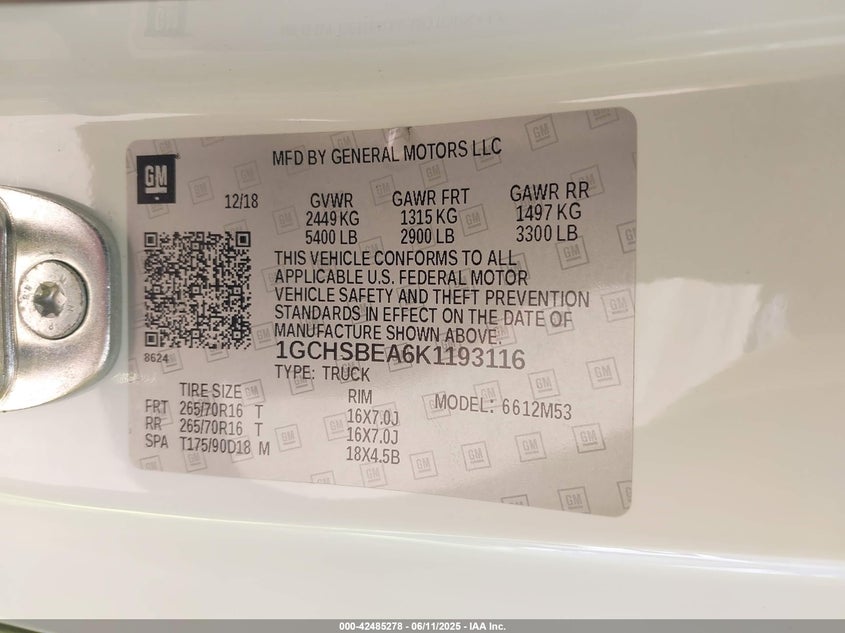 GM
MFD BY GENERAL MOTORS LLC
12/18 GVWR GAWR FRT GAWR RR
2449 KG 1315 KG 1497 KG
5400 LB 2900 LB 3300 LB
THIS VEHICLE CONFORMS TO ALL
APPLICABLE U.S. FEDERAL MOTOR
VEHICLE SAFETY AND THEFT PREVENTION
STANDARDS IN EFFECT ON THE DATE OF
MANUFACTURE SHOWN ABOVE.
8624
1GCHSBEA6K1193116
TYPE: TRUCK
TIRE SIZE RIM MODEL: 6612M53
FRT 265/70R16 T 16X7.0J
RR 265/70R16 T 16X7.0J
SPA T175/90D18 M 18X4.5B
000-42485278 - 06/11/2025 - IAA Inc.